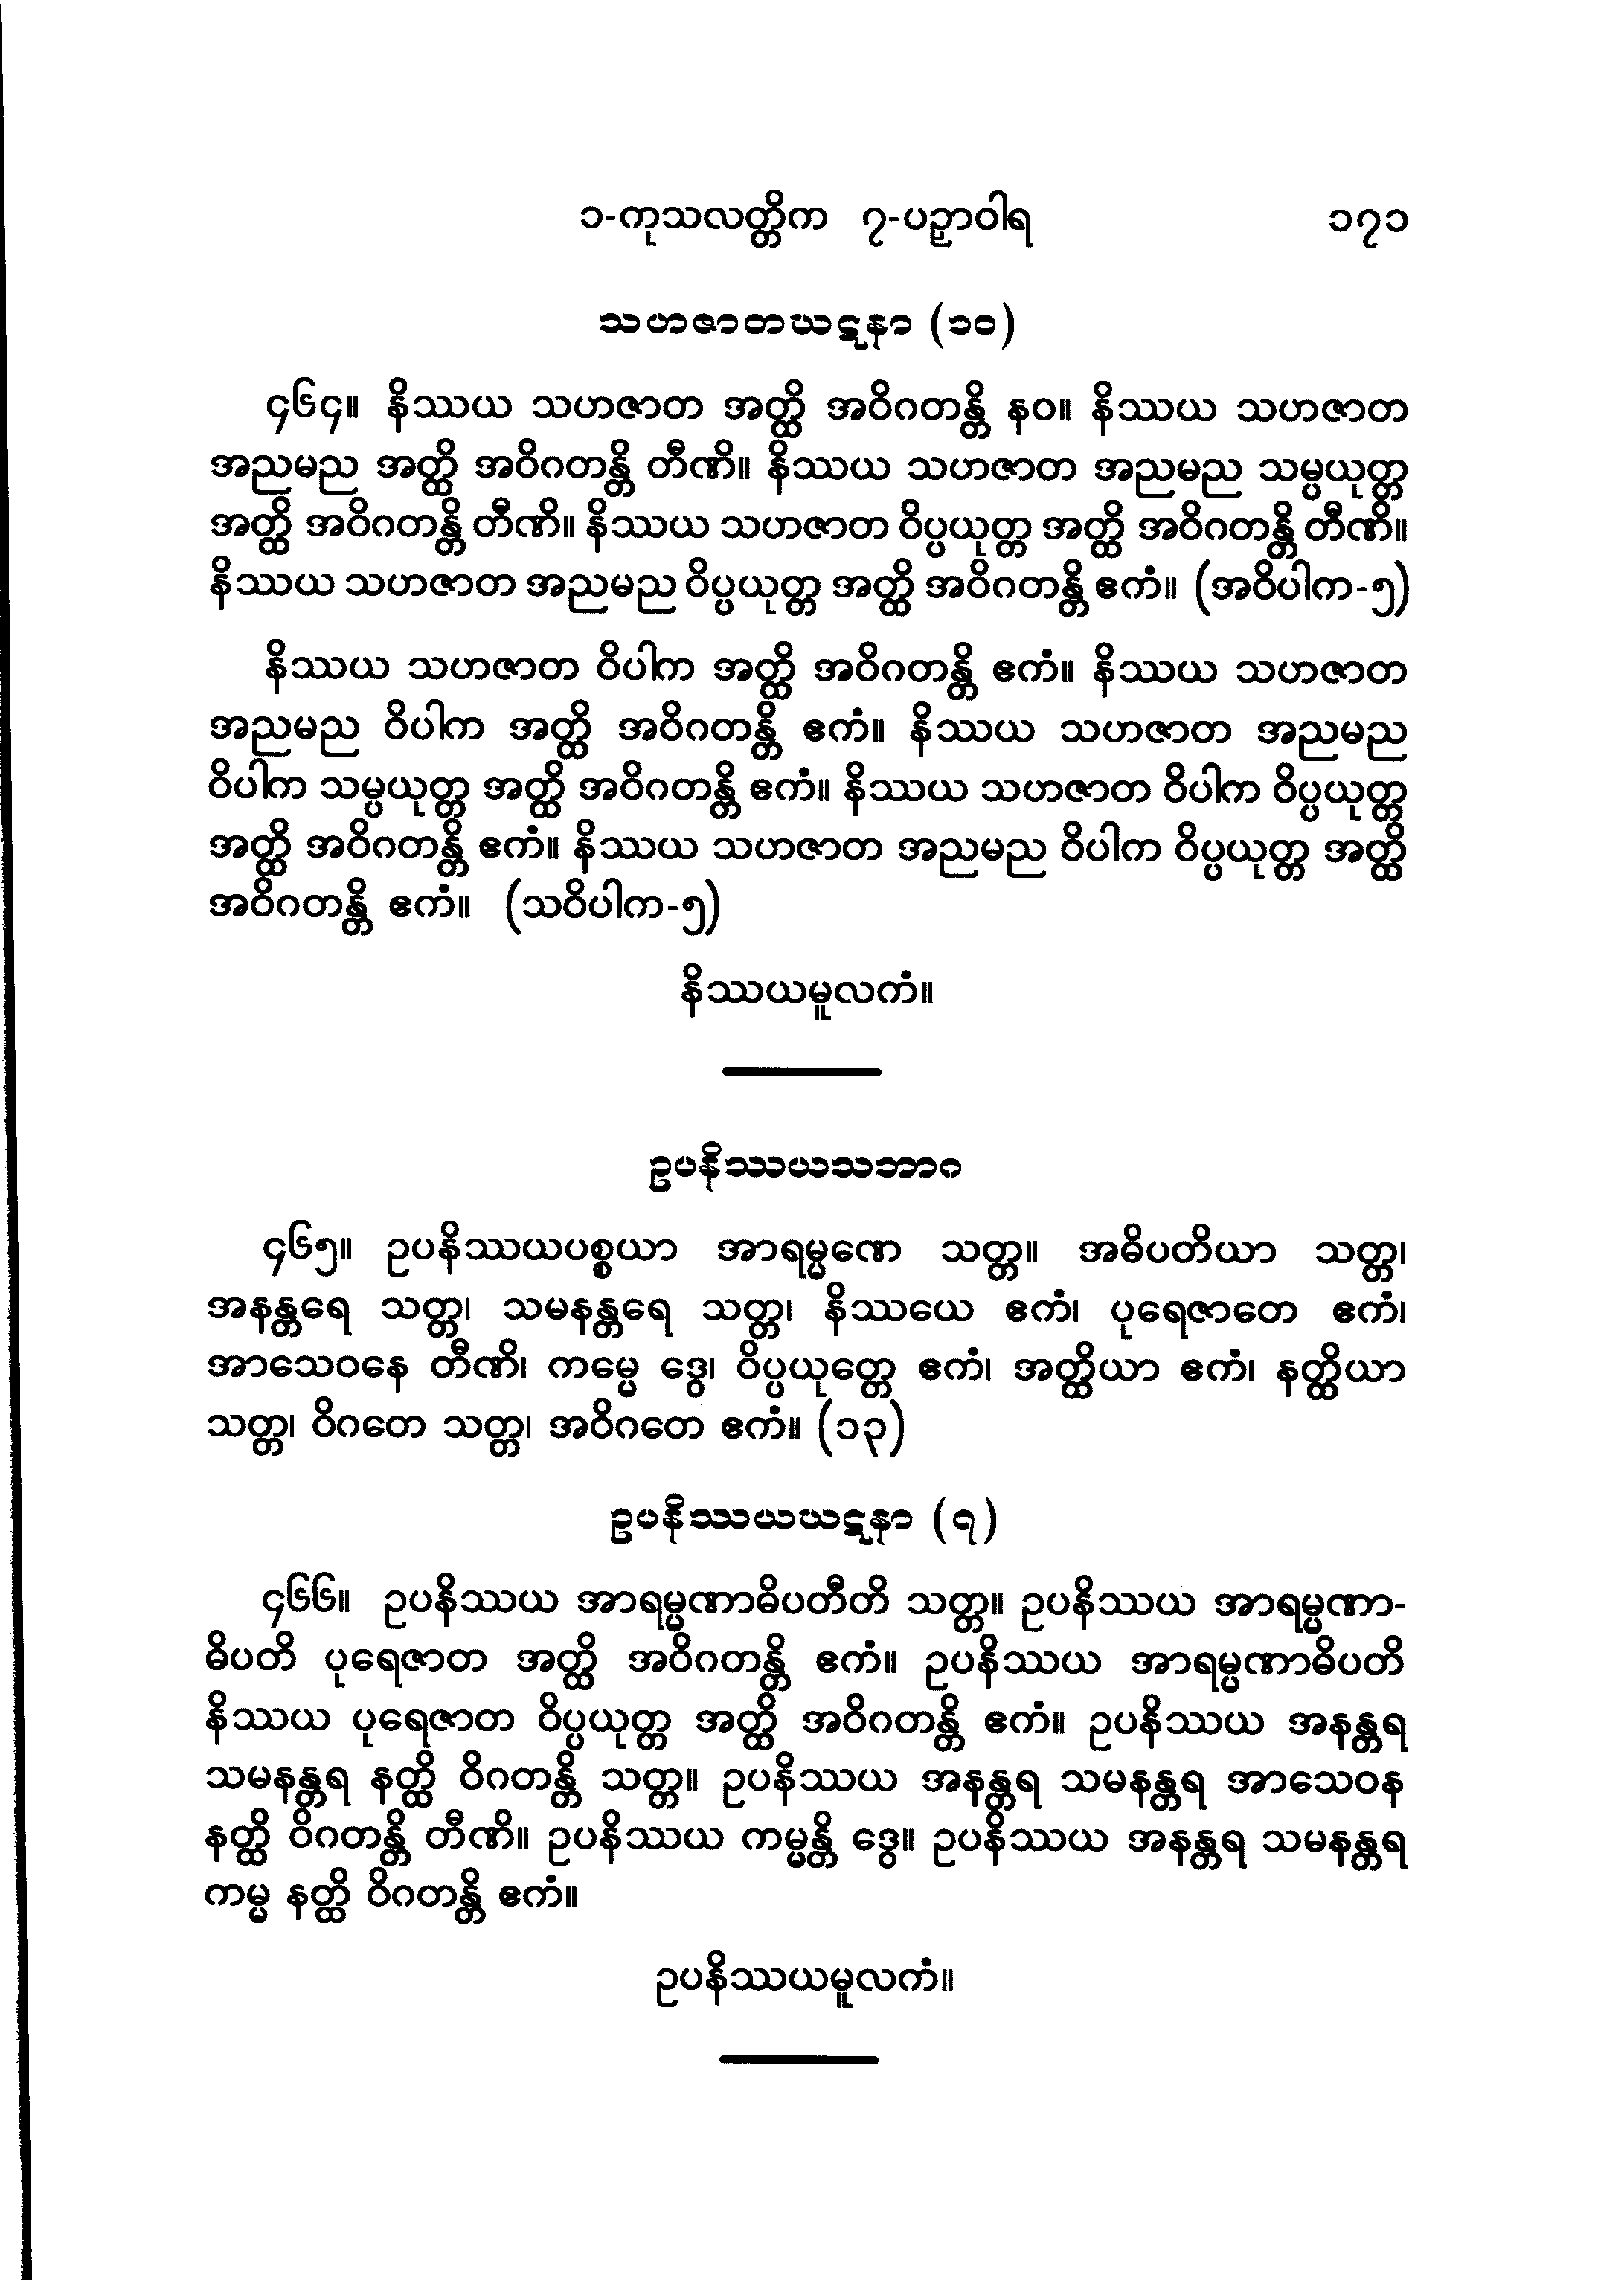 ၁-ကုသလတ္တိက ၇-ပဉှာဝါရ ၁၇၁
သဟဇာတဃဋနာ (၁၀)
၄၆၄။ နိဿယ သဟဇာတ အတ္ထိ အဝိဂတန္တိ နဝ။ နိဿယ သဟဇာတ
အညမည အတ္ထိ အဝိဂတန္တိ တီဏိ။ နိဿယ သဟဇာတ အညမည သမ္ပယုတ္တ
အတ္ထိ အဝိဂတန္တိ တီဏိ။ နိဿယ သဟဇာတ ဝိပ္ပယုတ္တ အတ္ထိ အဝိဂတန္တိ တီဏိ။
နိဿယ သဟဇာတ အညမည ဝိပ္ပယုတ္တ အတ္ထိ အဝိဂတန္တိ ဧကံ။ (အဝိပါက-၅)
နိဿယ သဟဇာတ ဝိပါက အတ္ထိ အဝိဂတန္တိ ဧကံ။ နိဿယ သဟဇာတ
အညမည ဝိပါက အတ္ထိ အဝိဂတန္တိ ဧကံ။ နိဿယ သဟဇာတ အညမည
ဝိပါက သမ္ပယုတ္တ အတ္ထိ အဝိဂတန္တိ ဧကံ။ နိဿယ သဟဇာတ ဝိပါက ဝိပ္ပယုတ္တ
အတ္ထိ အဝိဂတန္တိ ဧကံ။ နိဿယ သဟဇာတ အညမည ဝိပါက ဝိပ္ပယုတ္တ အတ္ထိ
အဝိဂတန္တိ ဧကံ။ (သဝိပါက-၅)
နိဿယမူလကံ။
ဥပနိဿယသဘာဂ
၄၆၅။ ဥပနိဿယပစ္စယာ အာရမ္မဏေ သတ္တ။ အဓိပတိယာ သတ္တ၊
အနန္တရေ သတ္တ၊ သမနန္တရေ သတ္တ၊ နိဿယေ ဧကံ၊ ပုရေဇာတေ ဧကံ၊
အာသေဝနေ တီဏိ၊ ကမ္မေ ဒွေ၊ ဝိပ္ပယုတ္တေ ဧကံ၊ အတ္ထိယာ ဧကံ၊ နတ္ထိယာ
သတ္တ၊ ဝိဂတေ သတ္တ၊ အဝိဂတေ ဧကံ။ (၁၃)
ဥပနိဿယဃဋနာ (၇)
၄၆၆။ ဥပနိဿယ အာရမ္မဏာဓိပတီတိ သတ္တ။ ဥပနိဿယ အာရမ္မဏာ-
ဓိပတိ ပုရေဇာတ အတ္ထိ အဝိဂတန္တိ ဧကံ။ ဥပနိဿယ အာရမ္မဏာဓိပတိ
နိဿယ ပုရေဇာတ ဝိပ္ပယုတ္တ အတ္ထိ အဝိဂတန္တိ ဧကံ။ ဥပနိဿယ အနန္တရ
သမနန္တရ နတ္ထိ ဝိဂတန္တိ သတ္တ။ ဥပနိဿယ အနန္တရ သမနန္တရ အာသေဝန
နတ္ထိ ဝိဂတန္တိ တီဏိ။ ဥပနိဿယ ကမ္မန္တိ ဒွေ။ ဥပနိဿယ အနန္တရ သမနန္တရ
ကမ္မ နတ္ထိ ဝိဂတန္တိ ဧကံ။
ဥပနိဿယမူလကံ။